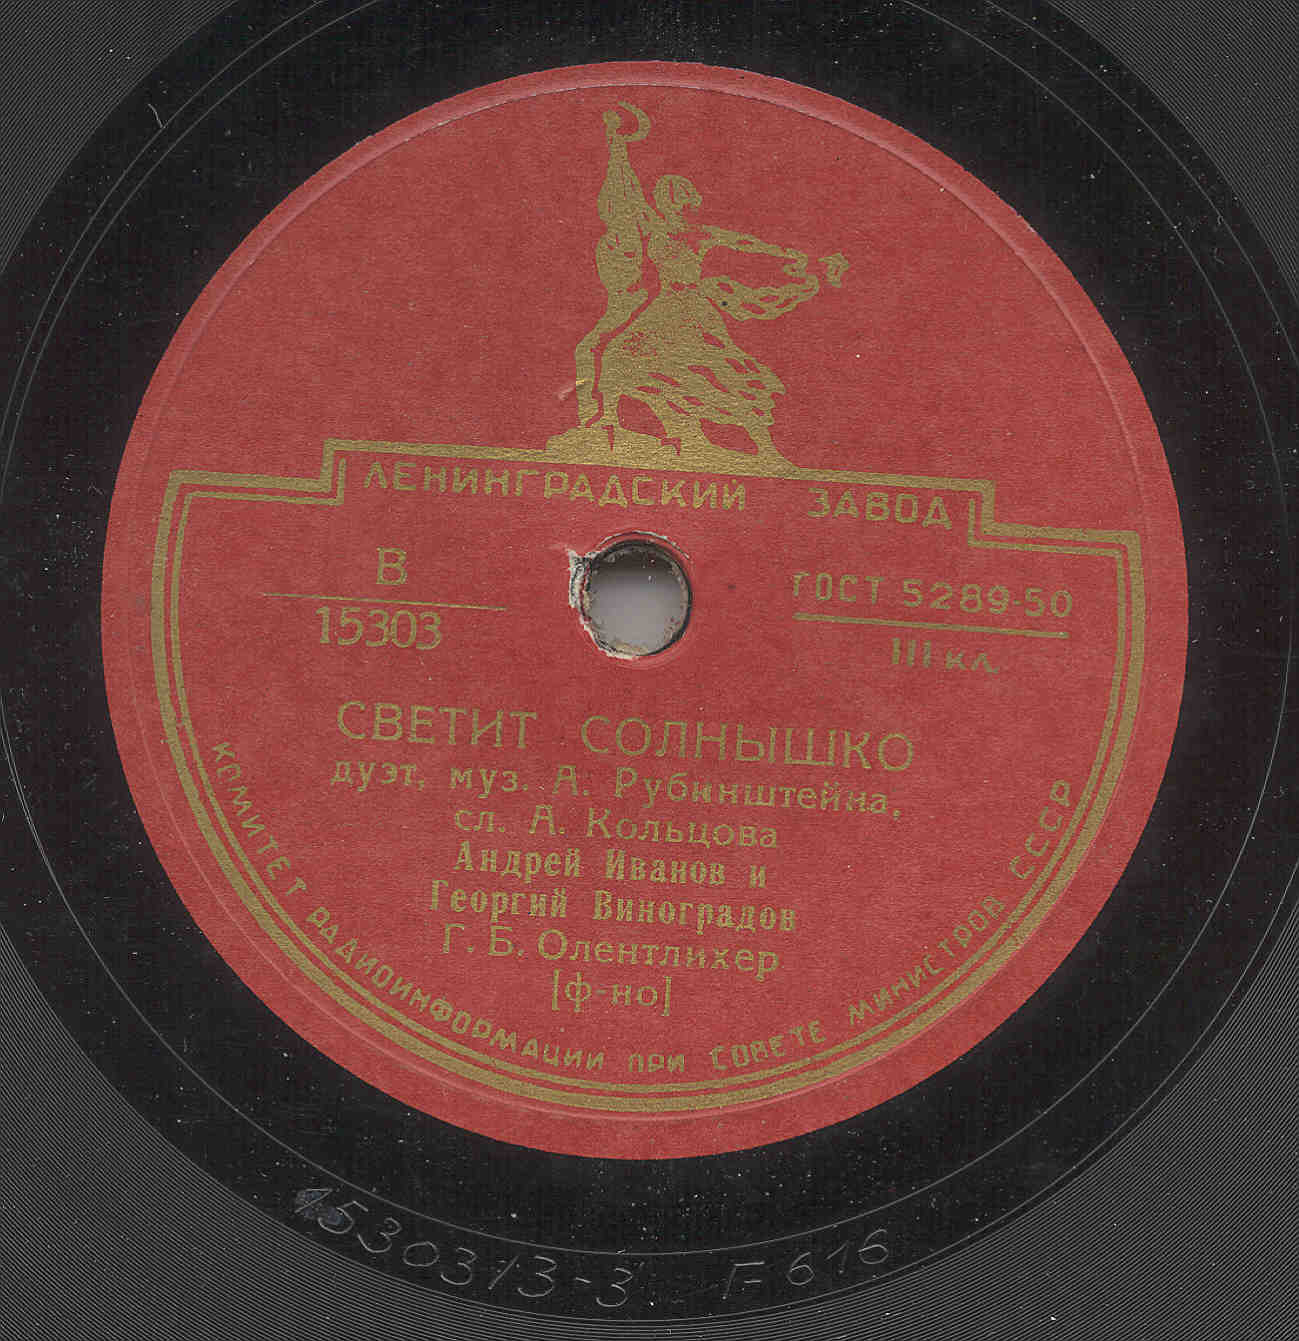 ЛЕНИНГРАДСКИЙ ЗАВОД
В
15303
ГОСТ 5289-50
III кл.
СВЕТИТ СОЛНЫШКО
дуэт, муз. А. Рубинштейна,
сл. А. Кольцова
Андрей Иванов и
Георгий Виноградов
Г. Б. Олентлихер
[ф-но]
КОМИТЕТ РАДИОИНФОРМАЦИИ ПРИ СОВЕТЕ МИНИСТРОВ СССР
15303/3-3 F616